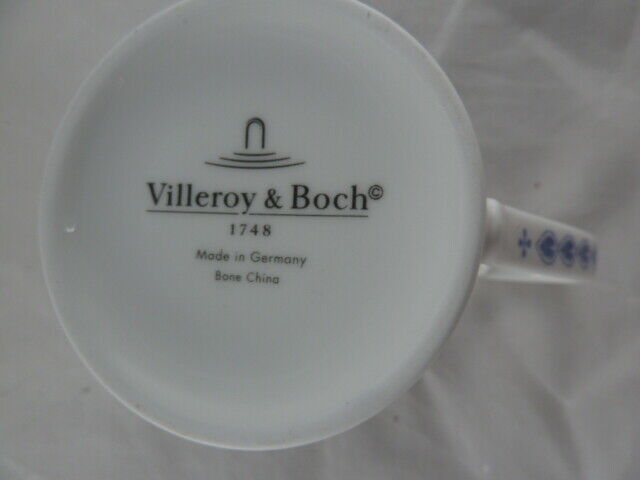 Villeroy & Boch©
1748
Made in Germany
Bone China